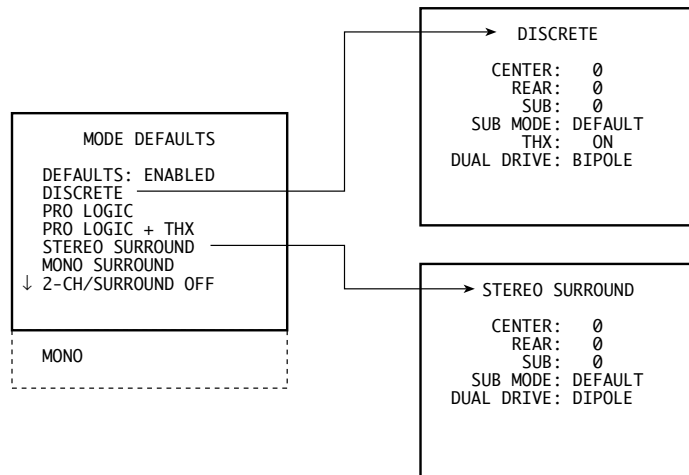 MODE DEFAULTS
DEFAULTS: ENABLED
DISCRETE
PRO LOGIC
PRO LOGIC + THX
STEREO SURROUND
MONO SURROUND
↓ 2-CH/SURROUND OFF
MONO
DISCRETE
CENTER: 0
REAR: 0
SUB: 0
SUB MODE: DEFAULT
THX: ON
DUAL DRIVE: BIPOLE
STEREO SURROUND
CENTER: 0
REAR: 0
SUB: 0
SUB MODE: DEFAULT
DUAL DRIVE: DIPOLE